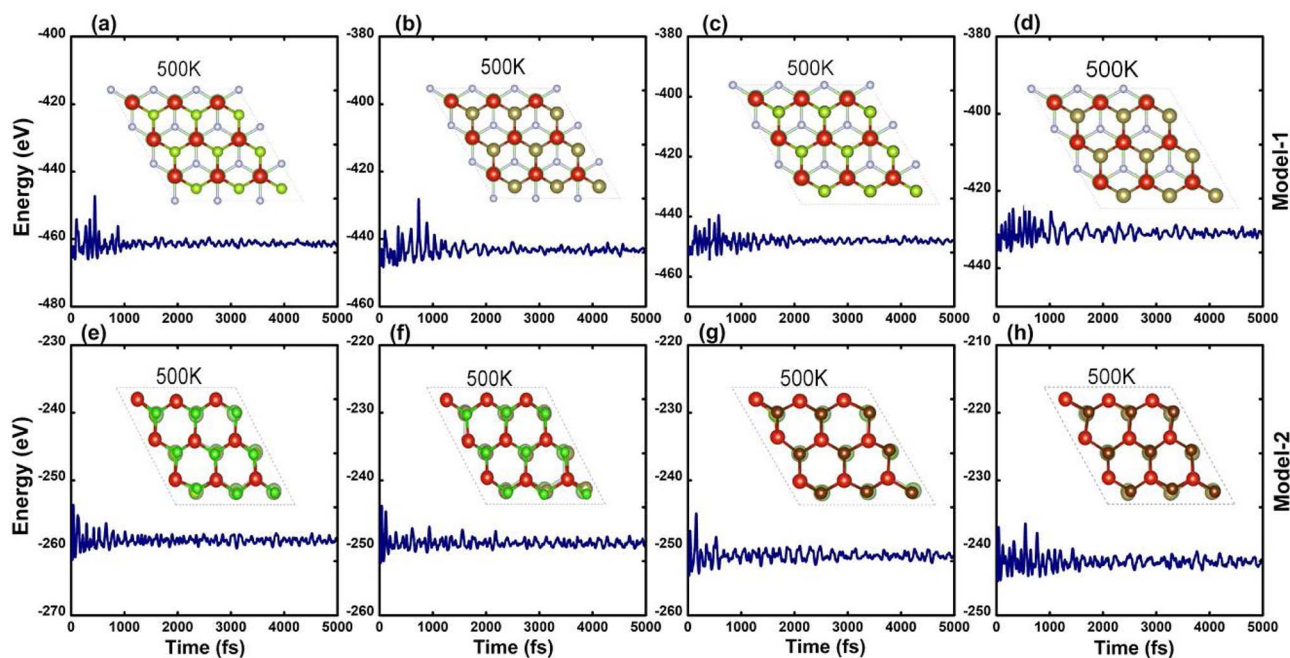 (a) (b) (c) (d)
-400 -380 -380 -380
500K 500K 500K 500K
-420 -400 -400 -400
-440 -420 -420 -420
-460 -440 -440 -440
-480 -460 -460 -450
0 1000 2000 3000 4000 5000 0 1000 2000 3000 4000 5000 0 1000 2000 3000 4000 5000 0 1000 2000 3000 4000 5000
Energy (eV)
Model-1
(e) (f) (g) (h)
-230 -220 -220 -210
500K 500K 500K 500K
-240 -230 -230 -220
-250 -240 -240 -230
-260 -250 -250 -240
-270 -260 -260 -250
0 1000 2000 3000 4000 5000 0 1000 2000 3000 4000 5000 0 1000 2000 3000 4000 5000 0 1000 2000 3000 4000 5000
Energy (eV)
Model-2
Time (fs) Time (fs) Time (fs) Time (fs)